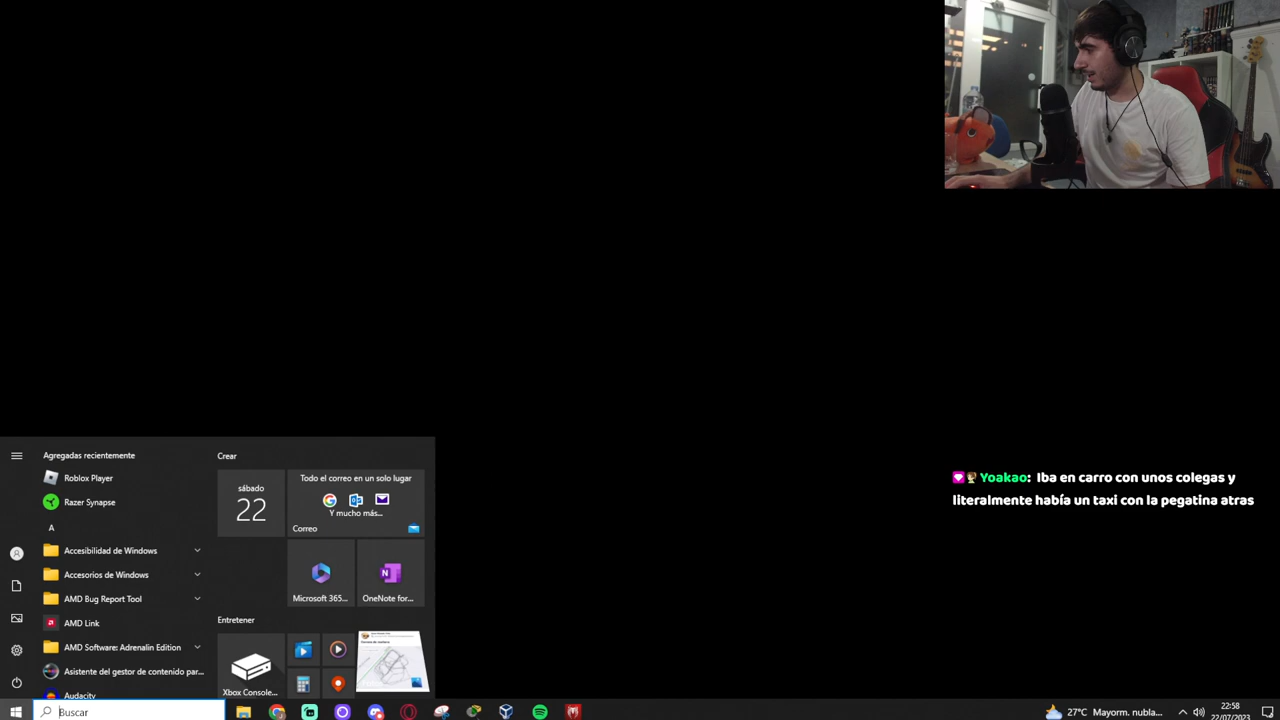 Agregadas recientemente
Roblox Player
Razer Synapse
A
Accesibilidad de Windows
Accesorios de Windows
AMD Bug Report Tool
AMD Link
AMD Software: Adrenalin Edition
Asistente del gestor de contenido par...
Audacity
Crear
sábado
22
Todo el correo en un solo lugar
Y mucho más...
Correo
Microsoft 365...
OneNote for...
Entretener
Xbox Console...
Yoakao: Iba en carro con unos colegas y
literalmente había un taxi con la pegatina atras
Buscar
27°C Mayorm. nubla...
22:58
22/07/2023